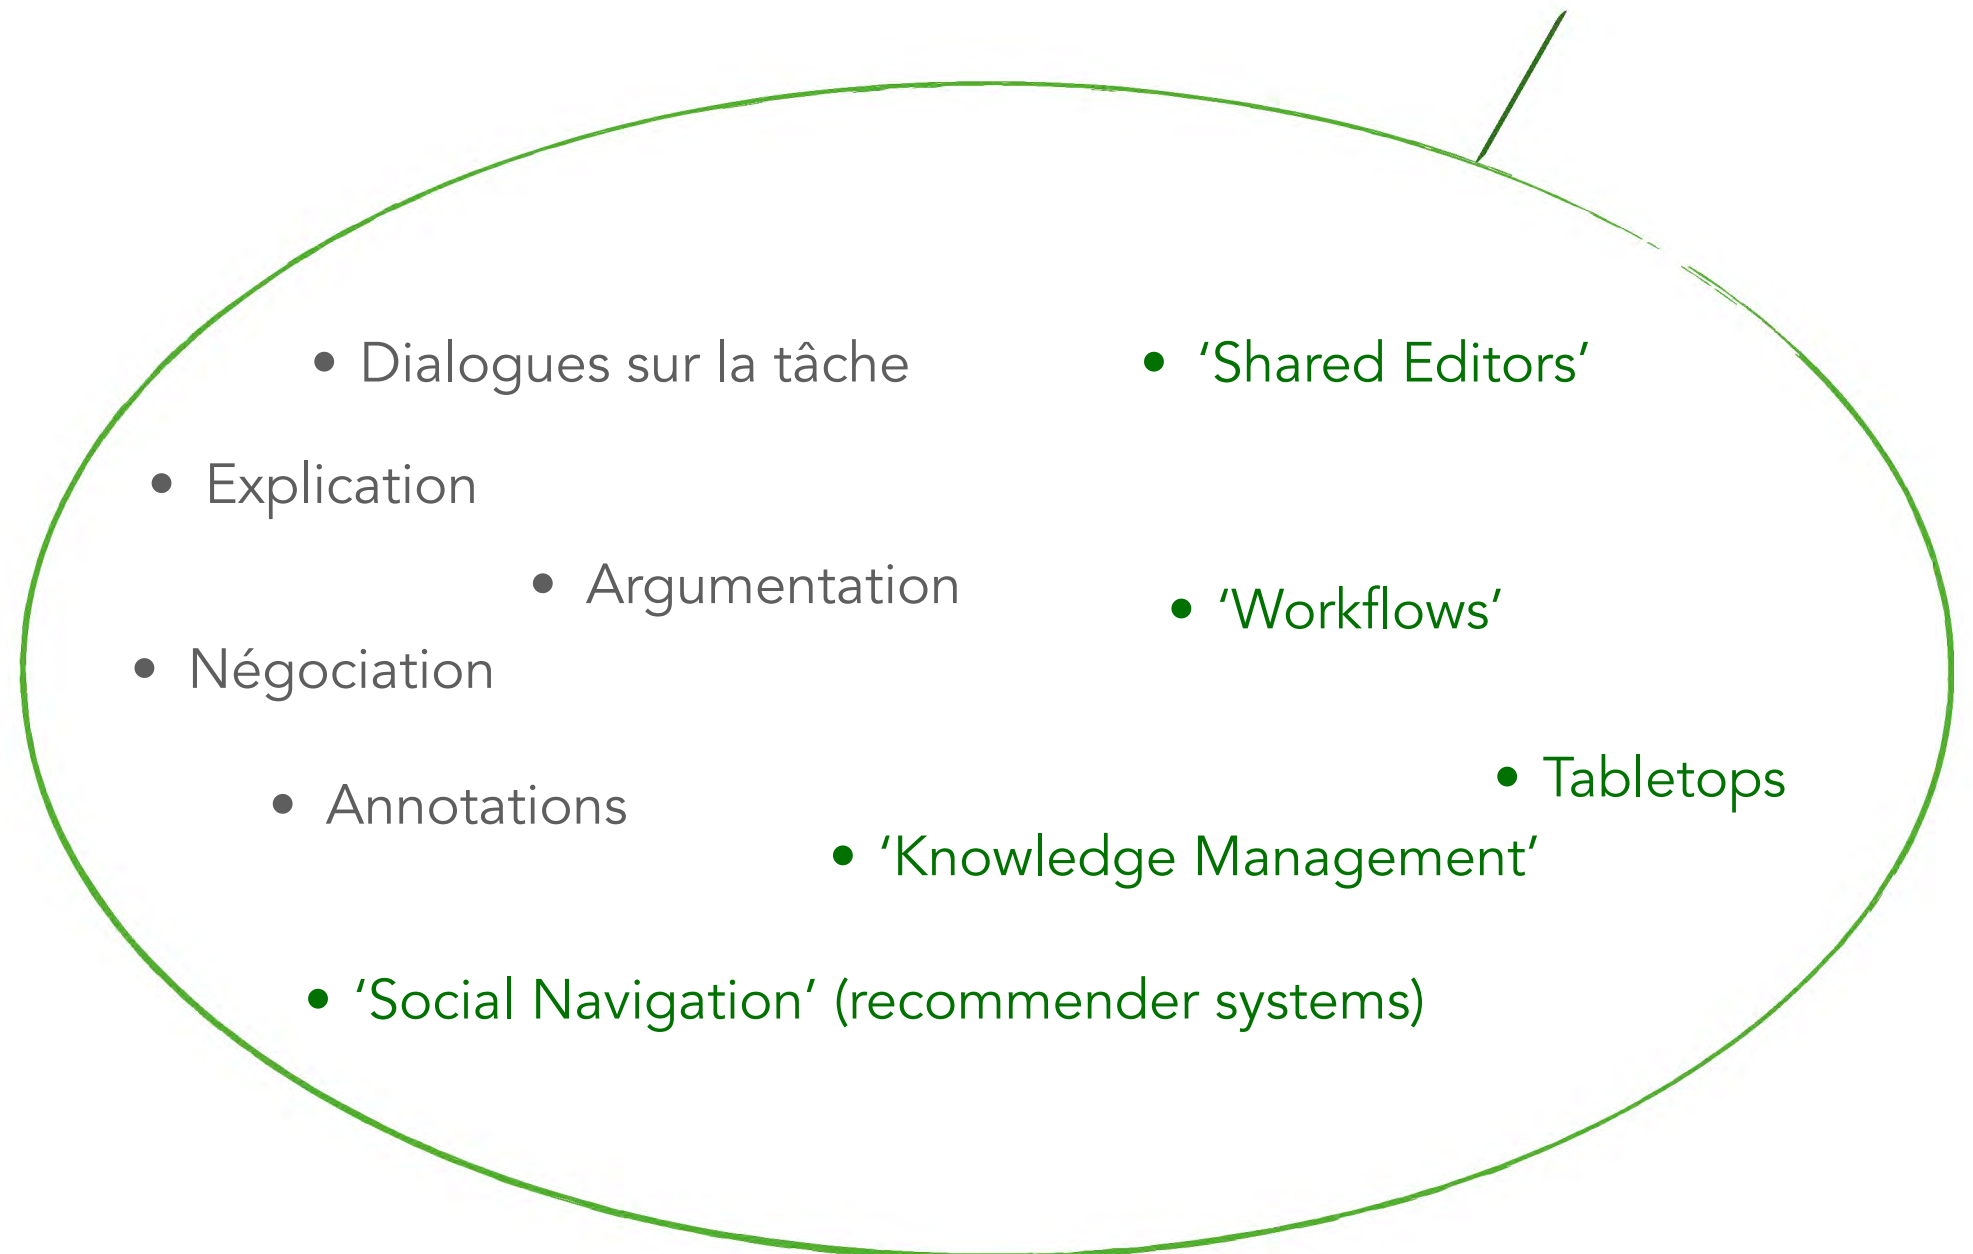 • Dialogues sur la tâche
• ‘Shared Editors’
• Explication
• Argumentation
• ‘Workflows’
• Négociation
• Tabletops
• Annotations
• ‘Knowledge Management’
• ‘Social Navigation’ (recommender systems)